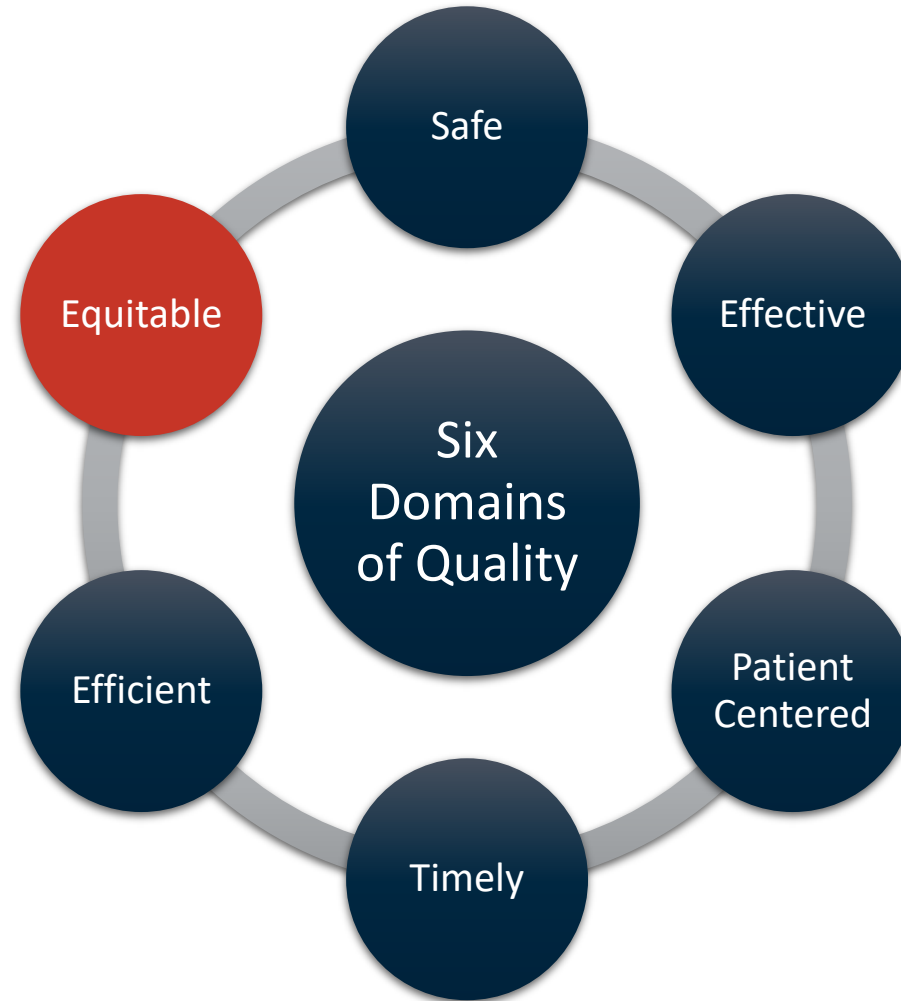 Safe
Equitable
Effective
Six
Domains
of Quality
Efficient
Patient
Centered
Timely